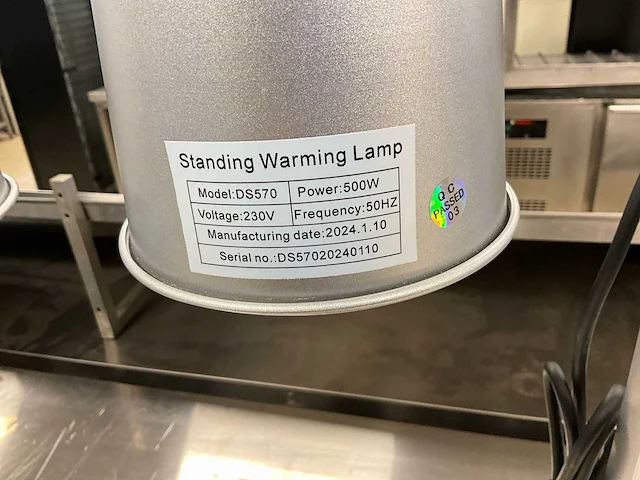 Standing Warming Lamp
Model:DS570 Power:500W
Voltage:230V Frequency:50HZ
Manufacturing date:2024.1.10
Serial no.:DS57020240110
Q C
PASSED
03